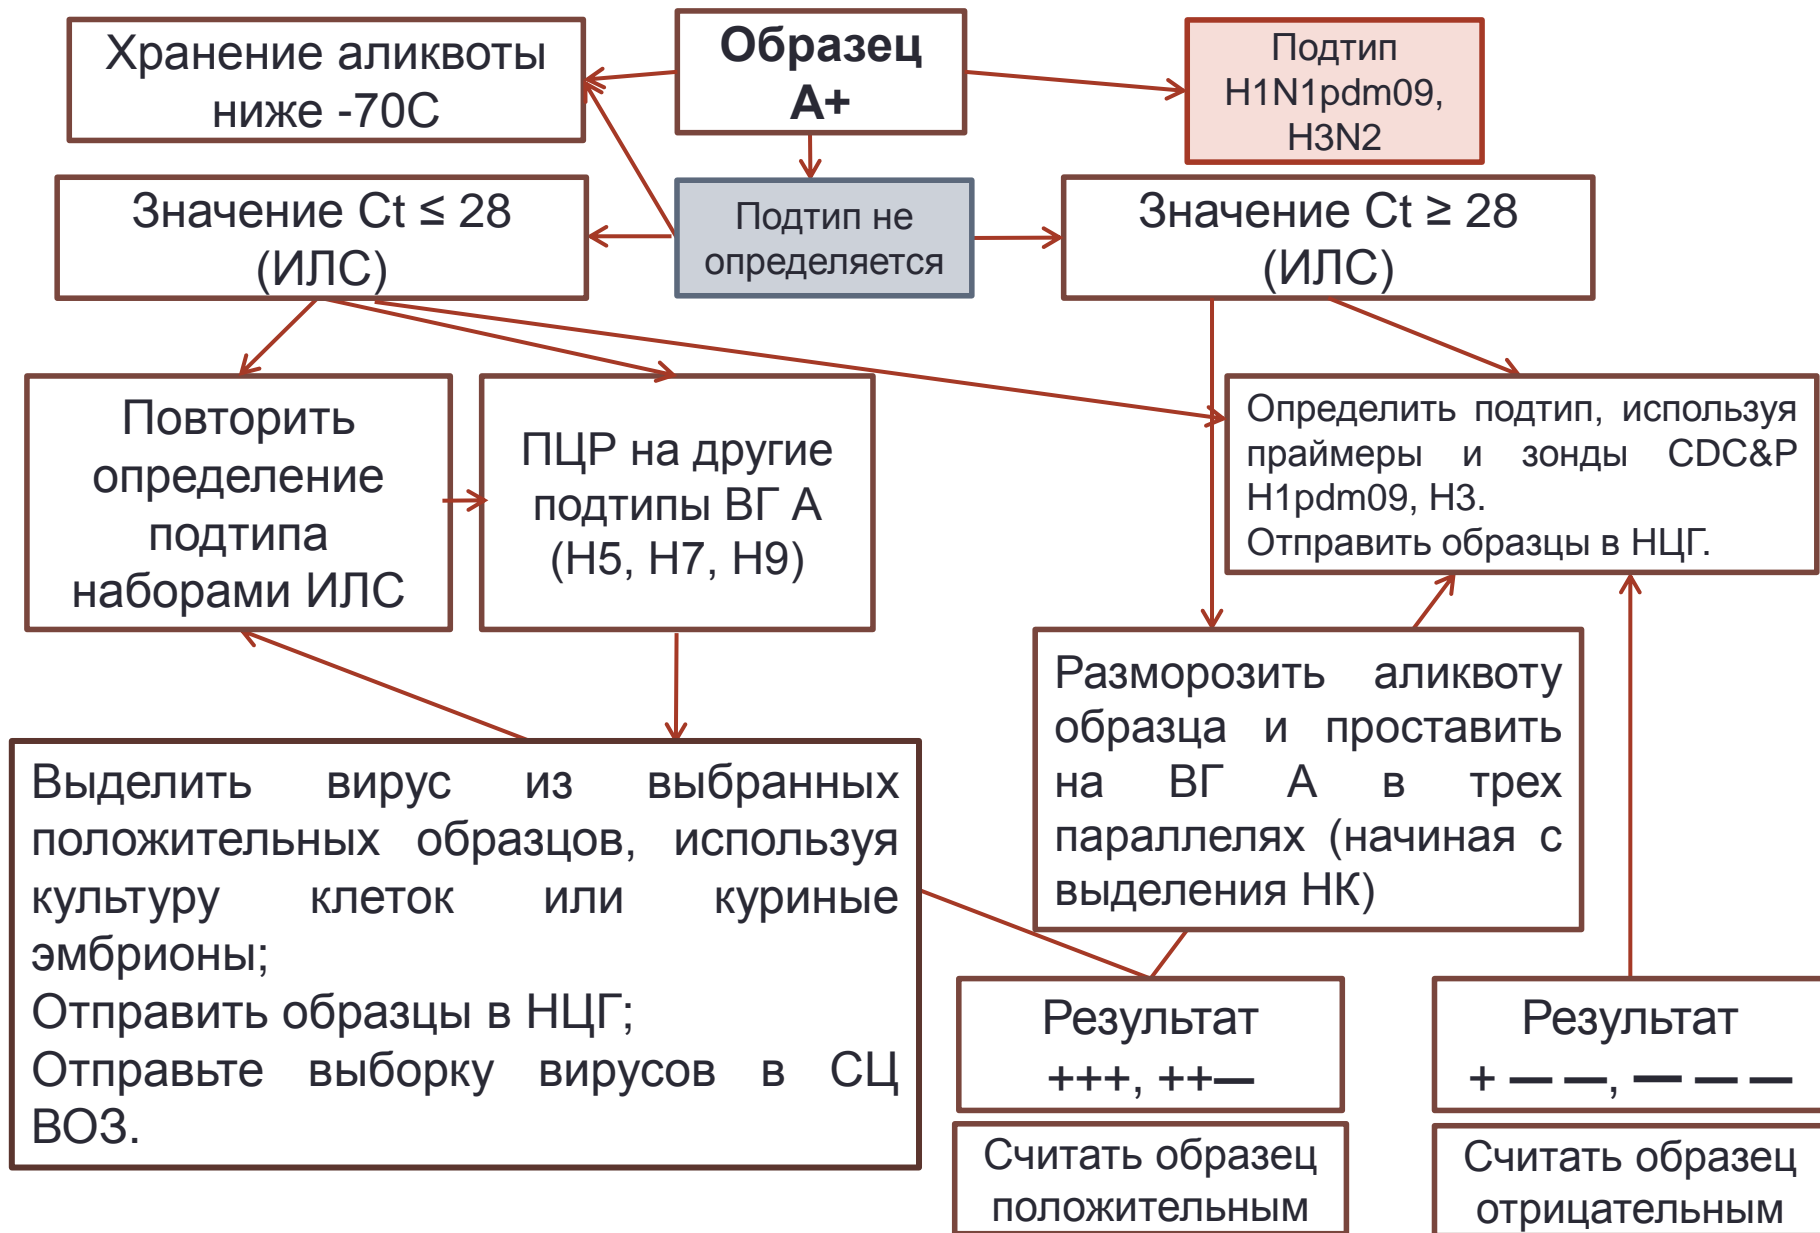 Хранение аликвоты
ниже -70С
Образец
А+
Подтип
H1N1pdm09,
H3N2
Значение Ct ≤ 28
(ИЛС)
Подтип не
определяется
Значение Ct ≥ 28
(ИЛС)
Повторить
определение
подтипа
наборами ИЛС
ПЦР на другие
подтипы ВГ А
(Н5, Н7, Н9)
Определить подтип, используя
праймеры и зонды CDC&P
H1pdm09, H3.
Отправить образцы в НЦГ.
Разморозить аликвоту
образца и проставить
на ВГ А в трех
параллелях (начиная с
выделения НК)
Выделить вирус из выбранных
положительных образцов, используя
культуру клеток или куриные
эмбрионы;
Отправить образцы в НЦГ;
Отправьте выборку вирусов в СЦ
ВОЗ.
Результат
+++, ++—
Результат
+ — —, — — —
Считать образец
положительным
Считать образец
отрицательным